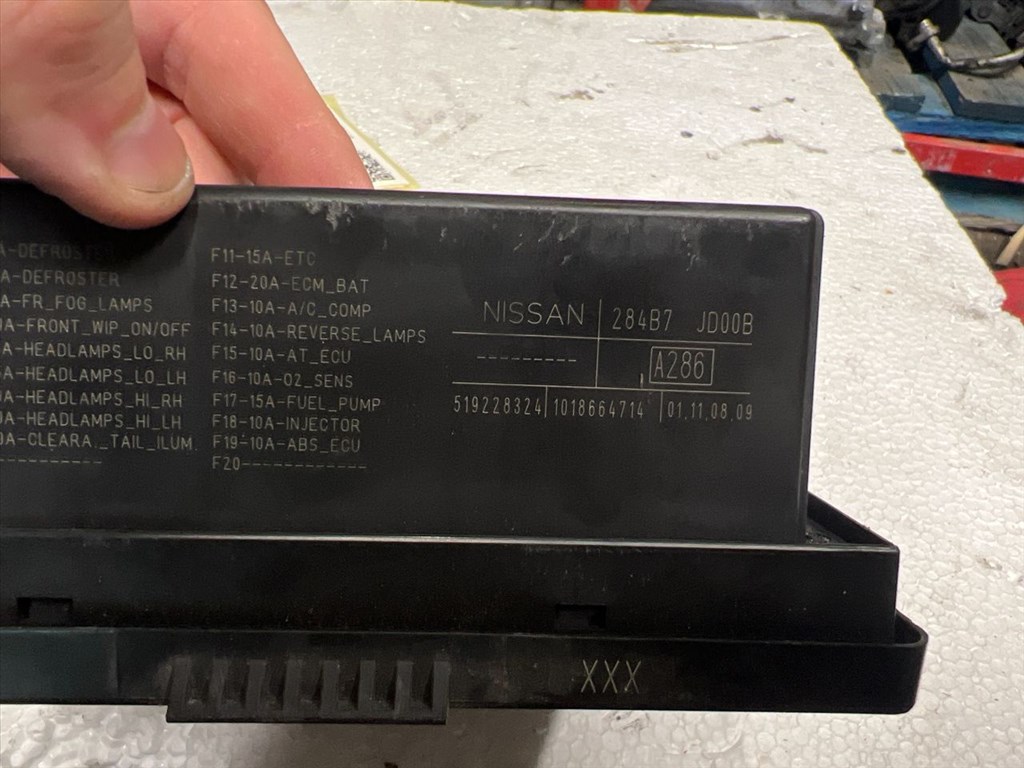 A-DEFROSTER
A-DEFROSTER
A-FR_FOG_LAMPS
A-FRONT_WIP_ON/OFF
A-HEADLAMPS_LO_RH
A-HEADLAMPS_LO_LH
A-HEADLAMPS_HI_RH
A-HEADLAMPS_HI_LH
A-CLEARA._TAIL_ILUM.
----------
F11-15A-ETC
F12-20A-ECM_BAT
F13-10A-A/C_COMP
F14-10A-REVERSE_LAMPS
F15-10A-AT_ECU
F16-10A-O2_SENS
F17-15A-FUEL_PUMP
F18-10A-INJECTOR
F19-10A-ABS_ECU
F20------------
NISSAN 284B7 JD00B
--------- A286
519228324 1018664714 01,11,08,09
XXX